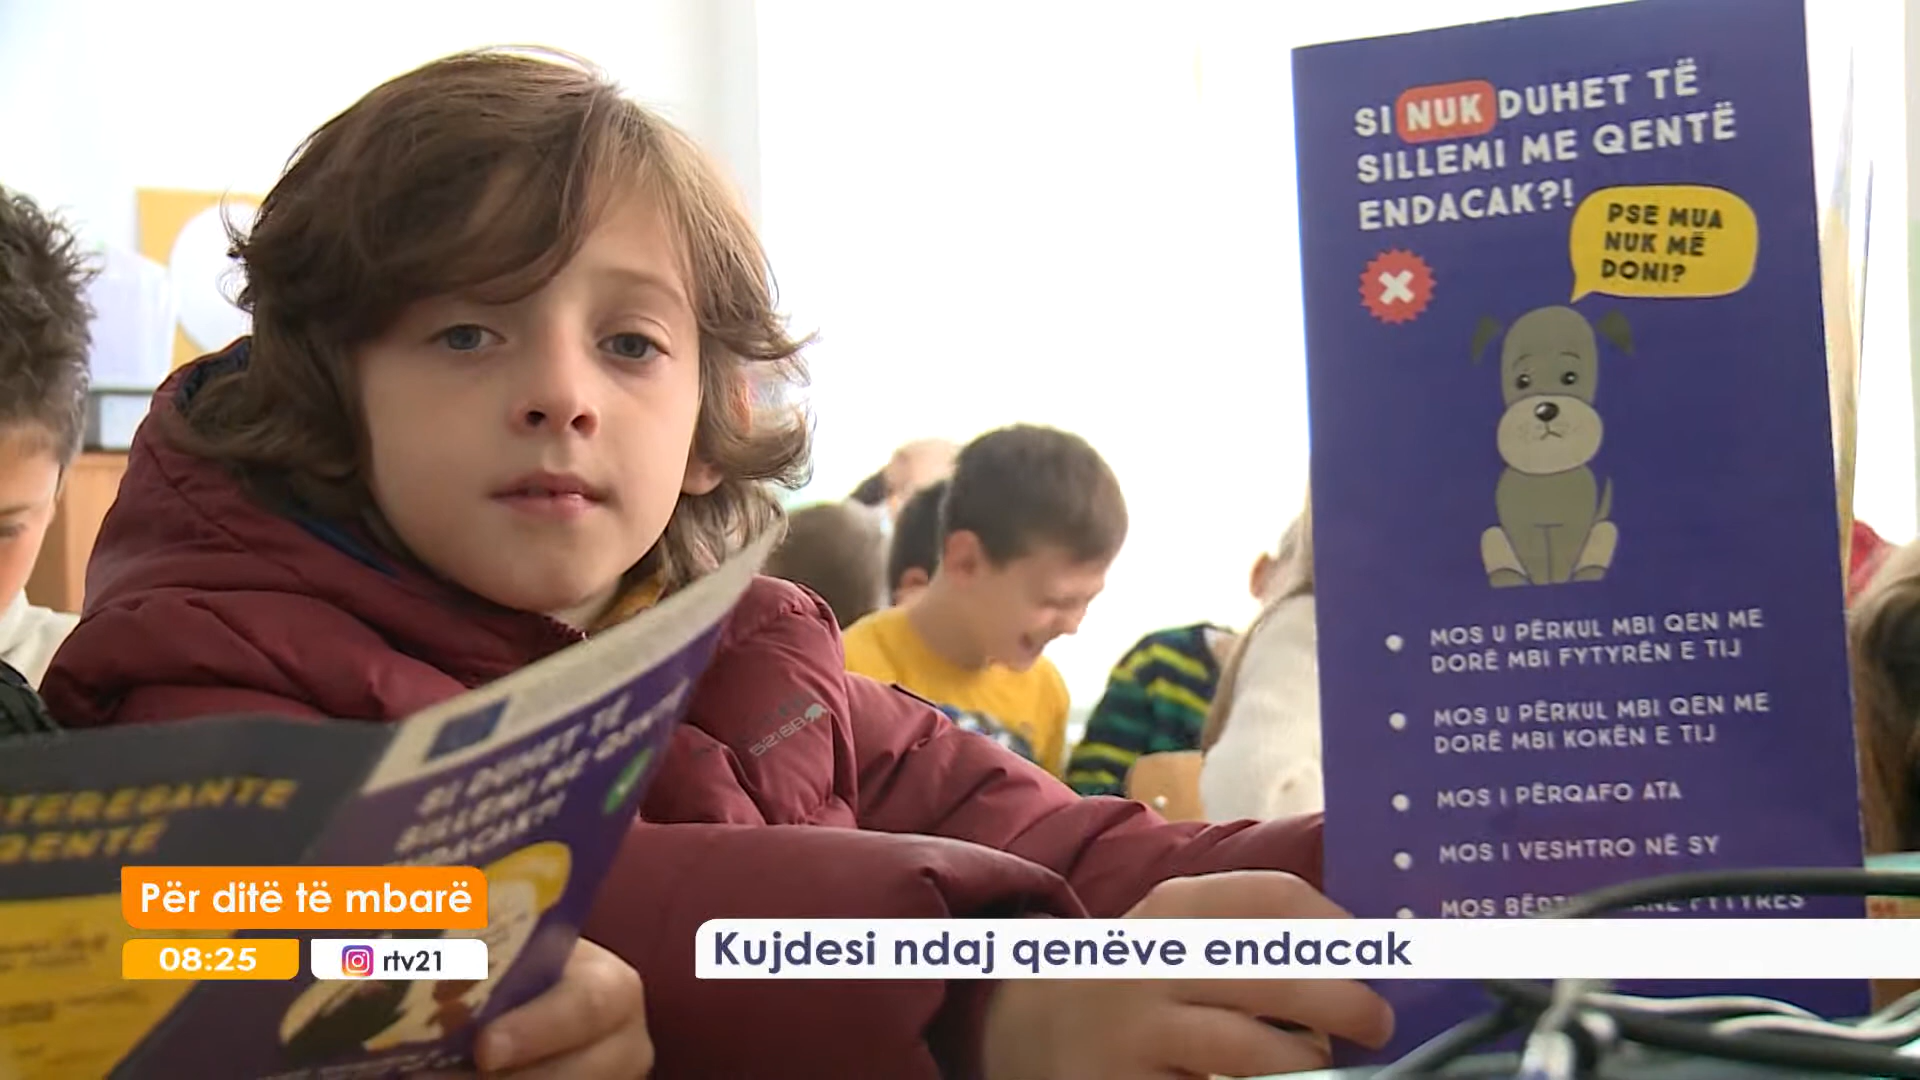 SI NUK DUHET TË
SILLEMI ME QENTË
ENDACAK?!
PSE MUA
NUK MË
DONI?
MOS U PËRKUL MBI QEN ME
DORË MBI FYTYRËN E TIJ
MOS U PËRKUL MBI QEN ME
DORË MBI KOKËN E TIJ
MOS I PËRQAFO ATA
MOS I VESHTRO NË SY
MOS
SI DUHET TË
SILLEMI ME QENTË
ENDACAK?!
QENTË
Për ditë të mbarë
08:25
rtv21
Kujdesi ndaj qenëve endacak